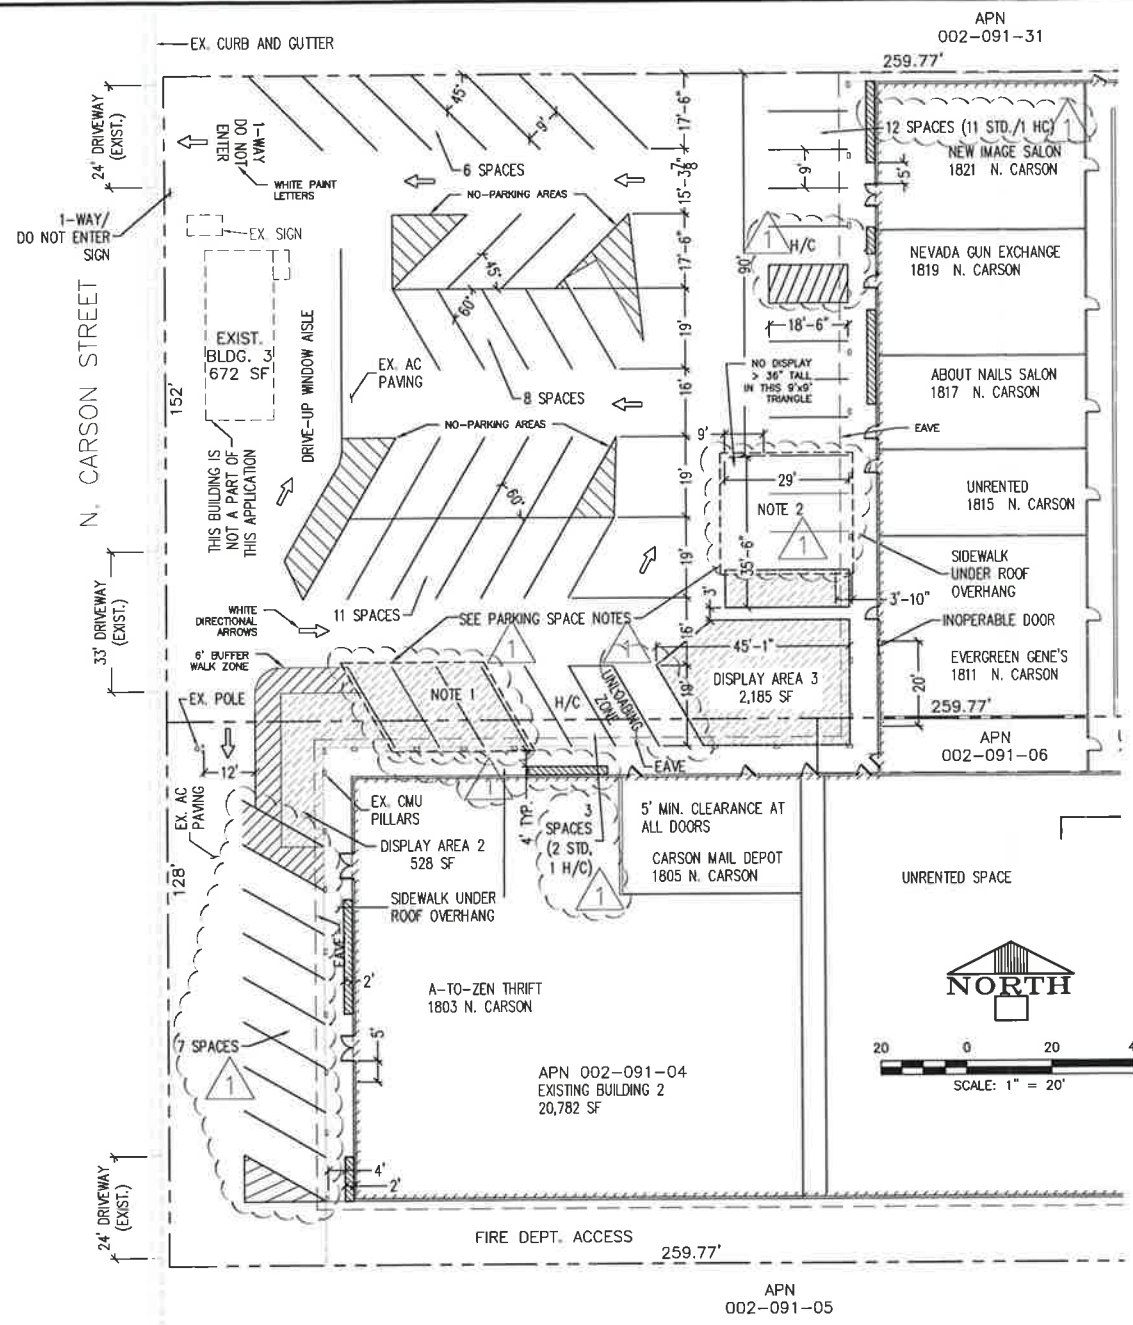 APN
002-091-31
EX. CURB AND GUTTER
259.77'
24' DRIVEWAY
(EXIST.)
1-WAY
DO NOT
ENTER
WHITE PAINT
LETTERS
45'
9'
6 SPACES
17'-6"
15'-3 7/8"
12 SPACES (11 STD./1 HC)
1
NEW IMAGE SALON
1821 N. CARSON
9'
5'
1-WAY/
DO NOT ENTER
SIGN
EX. SIGN
NO-PARKING AREAS
45°
60°
17'-6"
90'
1
H/C
NEVADA GUN EXCHANGE
1819 N. CARSON
N. CARSON STREET
152'
EXIST.
BLDG. 3
672 SF
DRIVE-UP WINDOW AISLE
EX. AC
PAVING
8 SPACES
19'
16'
18'-6"
NO DISPLAY
> 36" TALL
IN THIS 9'x9'
TRIANGLE
ABOUT NAILS SALON
1817 N. CARSON
EAVE
NO-PARKING AREAS
9'
THIS BUILDING IS
NOT A PART OF
THIS APPLICATION
60°
19'
29'
NOTE 2
1
35'-6"
UNRENTED
1815 N. CARSON
19'
SIDEWALK
UNDER ROOF
OVERHANG
33' DRIVEWAY
(EXIST.)
WHITE
DIRECTIONAL
ARROWS
11 SPACES
SEE PARKING SPACE NOTES
3'
3'-10"
INOPERABLE DOOR
6' BUFFER
WALK ZONE
1
1
16'
45'-1"
EVERGREEN GENE'S
1811 N. CARSON
EX. POLE
NOTE 1
H/C
UNLOADING
ZONE
19'
DISPLAY AREA 3
2,185 SF
20'
259.77'
APN
002-091-06
12'
EAVE
EX. AC
PAVING
EX. CMU
PILLARS
1
4' TYP.
3
SPACES
(2 STD,
1 H/C)
1
5' MIN. CLEARANCE AT
ALL DOORS
CARSON MAIL DEPOT
1805 N. CARSON
DISPLAY AREA 2
528 SF
128'
SIDEWALK UNDER
ROOF OVERHANG
EAVE
UNRENTED SPACE
2'
A-TO-ZEN THRIFT
1803 N. CARSON
NORTH
7 SPACES
1
5'
APN 002-091-04
EXISTING BUILDING 2
20,782 SF
20 0 20
SCALE: 1" = 20'
24' DRIVEWAY
(EXIST.)
4'
2'
FIRE DEPT. ACCESS
259.77'
APN
002-091-05